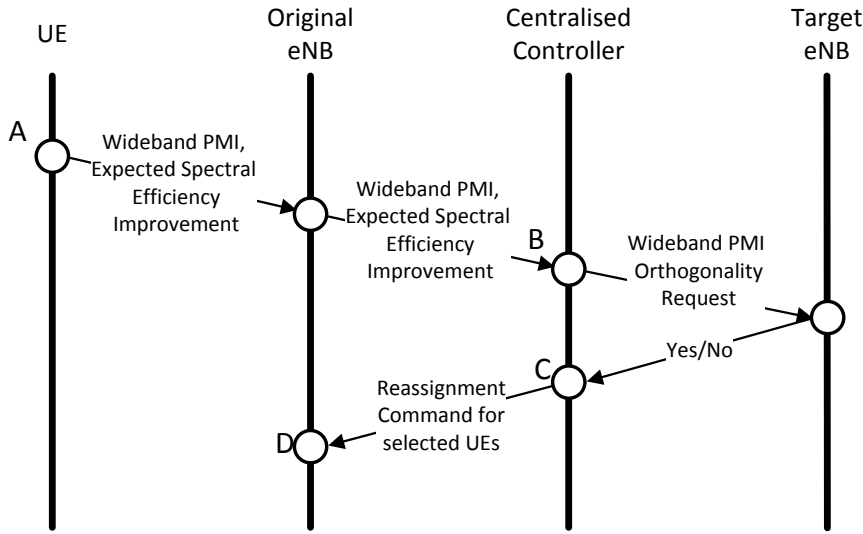 UE
Original
eNB
Centralised
Controller
Target
eNB
A
Wideband PMI,
Expected Spectral
Efficiency
Improvement
Wideband PMI,
Expected Spectral
Efficiency
Improvement
B
Wideband PMI
Orthogonality
Request
Yes/No
C
Reassignment
Command for
selected UEs
D